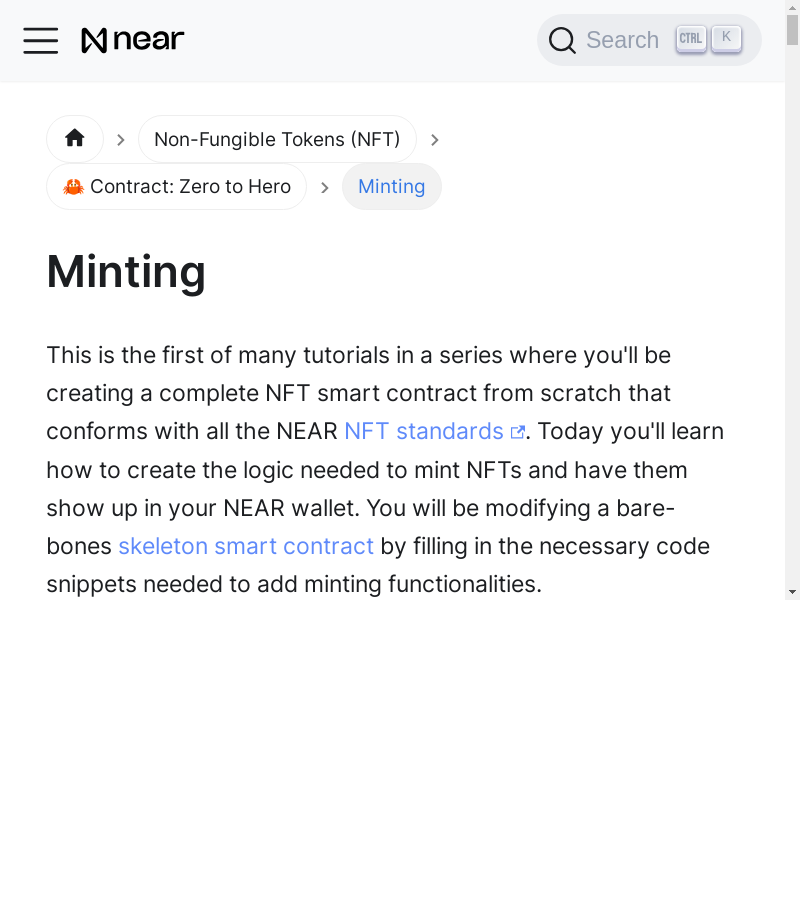 near
Search CTRL K
Non-Fungible Tokens (NFT)
Contract: Zero to Hero
Minting
Minting
This is the first of many tutorials in a series where you'll be
creating a complete NFT smart contract from scratch that
conforms with all the NEAR NFT standards. Today you'll learn
how to create the logic needed to mint NFTs and have them
show up in your NEAR wallet. You will be modifying a bare-
bones skeleton smart contract by filling in the necessary code
snippets needed to add minting functionalities.